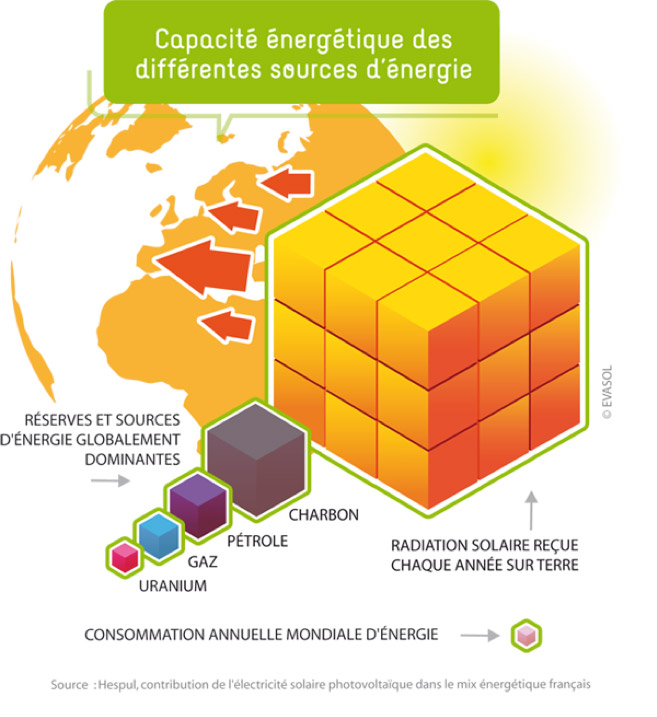 Capacité énergétique des
différentes sources d'énergie
© EVASOL
RÉSERVES ET SOURCES
D'ÉNERGIE GLOBALEMENT
DOMINANTES
CHARBON
PÉTROLE
GAZ
URANIUM
RADIATION SOLAIRE REÇUE
CHAQUE ANNÉE SUR TERRE
CONSOMMATION ANNUELLE MONDIALE D'ÉNERGIE
Source : Hespul, contribution de l'électricité solaire photovoltaïque dans le mix énergétique français